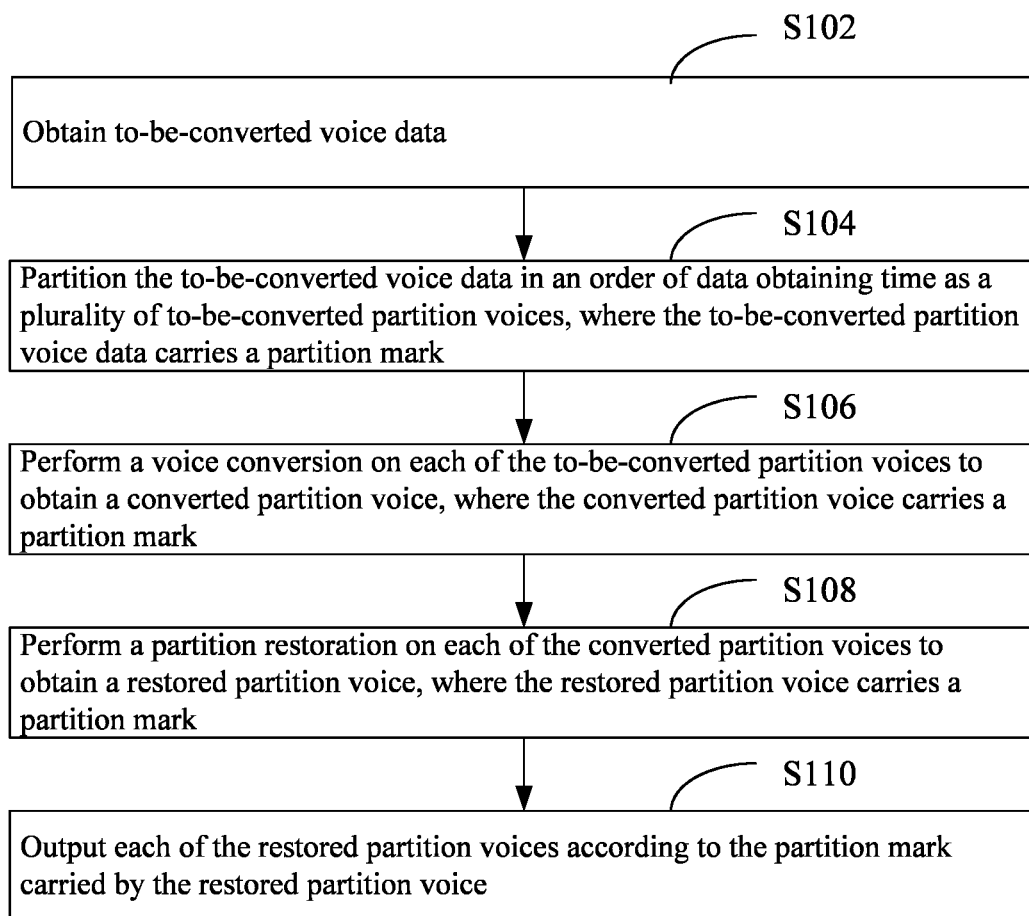 S102
Obtain to-be-converted voice data
S104
Partition the to-be-converted voice data in an order of data obtaining time as a
plurality of to-be-converted partition voices, where the to-be-converted partition
voice data carries a partition mark
S106
Perform a voice conversion on each of the to-be-converted partition voices to
obtain a converted partition voice, where the converted partition voice carries a
partition mark
S108
Perform a partition restoration on each of the converted partition voices to
obtain a restored partition voice, where the restored partition voice carries a
partition mark
S110
Output each of the restored partition voices according to the partition mark
carried by the restored partition voice